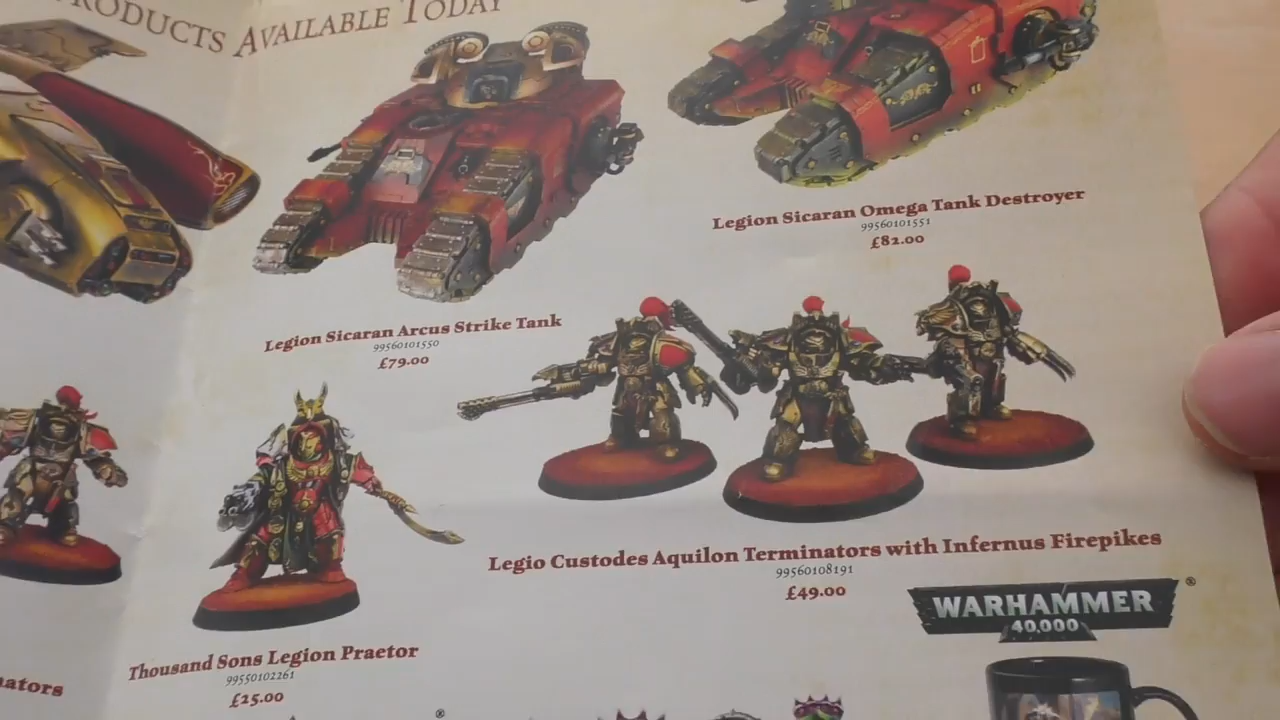 PRODUCTS AVAILABLE TODAY
LEGION SICARAN OMEGA TANK DESTROYER
99560101551
£82.00
LEGION SICARAN ARCUS STRIKE TANK
99560101550
£79.00
LEGIO CUSTODES AQUILON TERMINATORS WITH INFERNUS FIREPIKES
99560108191
£49.00
WARHAMMER®
40,000
THOUSAND SONS LEGION PRAETOR
99550102261
£25.00
ATORS
®